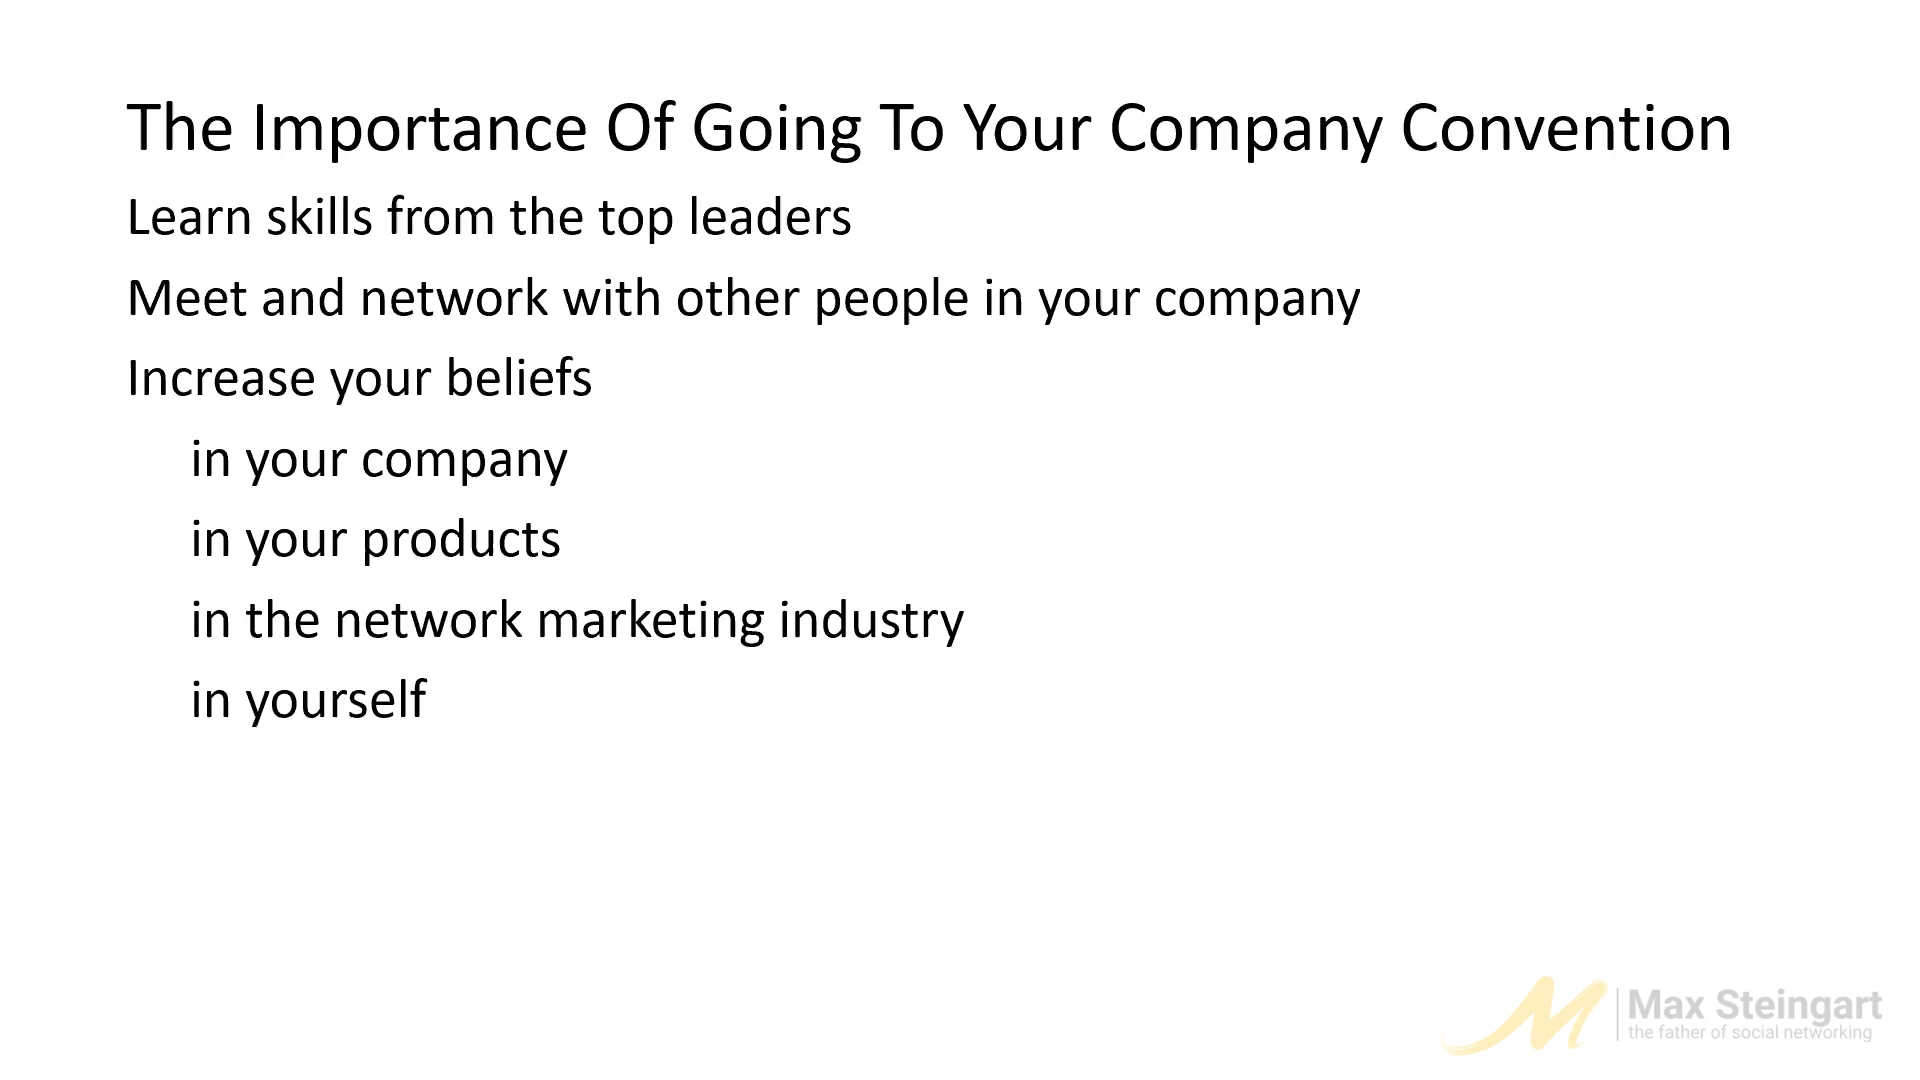 The Importance Of Going To Your Company Convention
Learn skills from the top leaders
Meet and network with other people in your company
Increase your beliefs
in your company
in your products
in the network marketing industry
in yourself
Max Steingart
the father of social networking